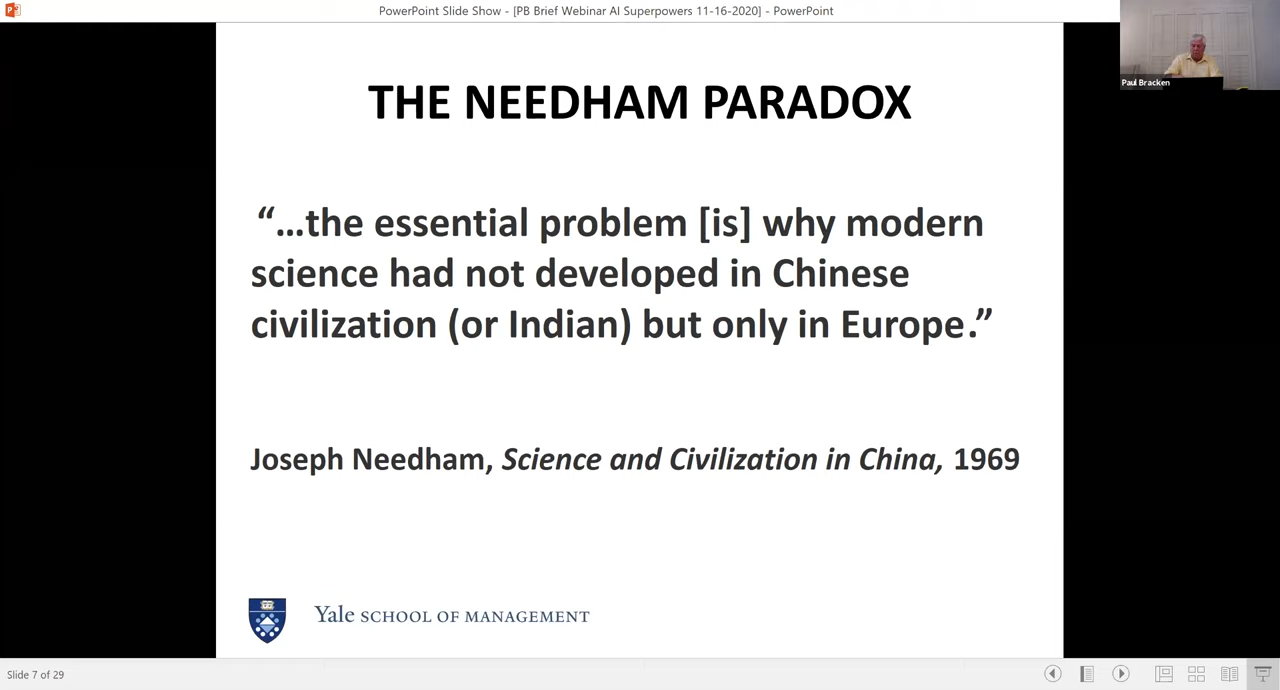 PowerPoint Slide Show - [PB Brief Webinar AI Superpowers 11-16-2020] - PowerPoint
Paul Bracken
THE NEEDHAM PARADOX
“…the essential problem [is] why modern
science had not developed in Chinese
civilization (or Indian) but only in Europe.”
Joseph Needham, Science and Civilization in China, 1969
Yale SCHOOL OF MANAGEMENT
Slide 7 of 29